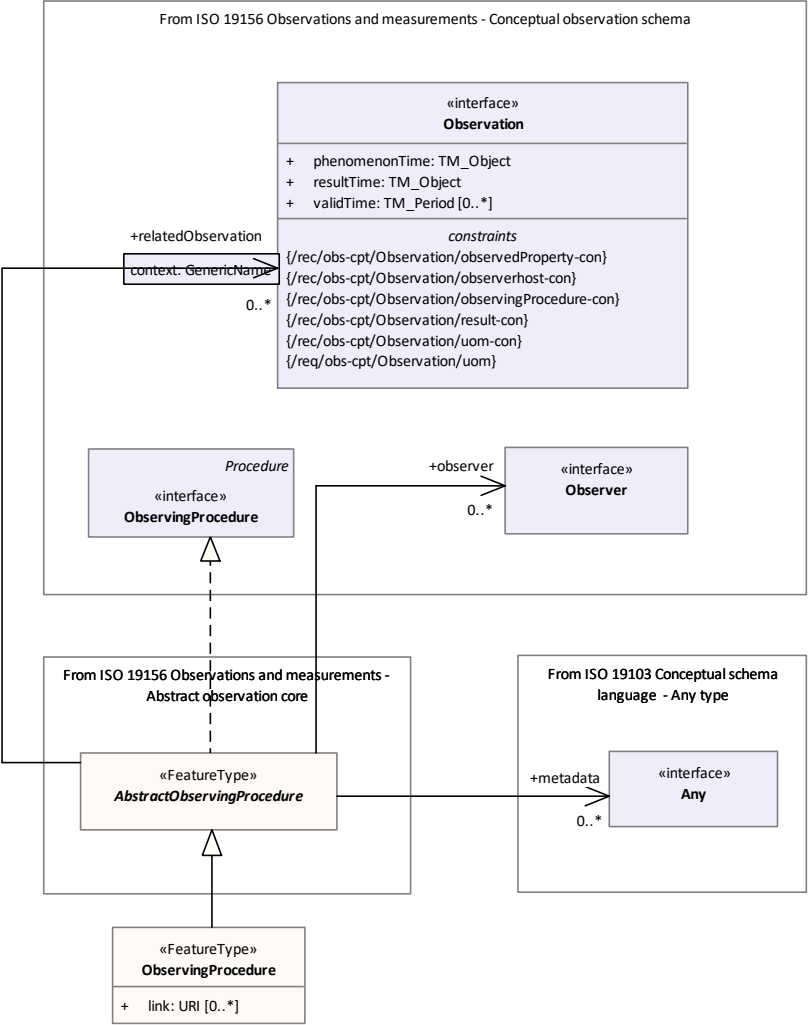 From ISO 19156 Observations and measurements - Conceptual observation schema
«interface»
Observation
+ phenomenonTime: TM_Object
+ resultTime: TM_Object
+ validTime: TM_Period [0..*]
constraints
{/rec/obs-cpt/Observation/observedProperty-con}
{/rec/obs-cpt/Observation/observerhost-con}
{/rec/obs-cpt/Observation/observingProcedure-con}
{/rec/obs-cpt/Observation/result-con}
{/rec/obs-cpt/Observation/uom-con}
{/req/obs-cpt/Observation/uom}
+relatedObservation
context: GenericName
0..*
Procedure
«interface»
ObservingProcedure
+observer
0..*
«interface»
Observer
From ISO 19156 Observations and measurements -
Abstract observation core
From ISO 19103 Conceptual schema
language - Any type
«FeatureType»
AbstractObservingProcedure
+metadata
0..*
«interface»
Any
«FeatureType»
ObservingProcedure
+ link: URI [0..*]